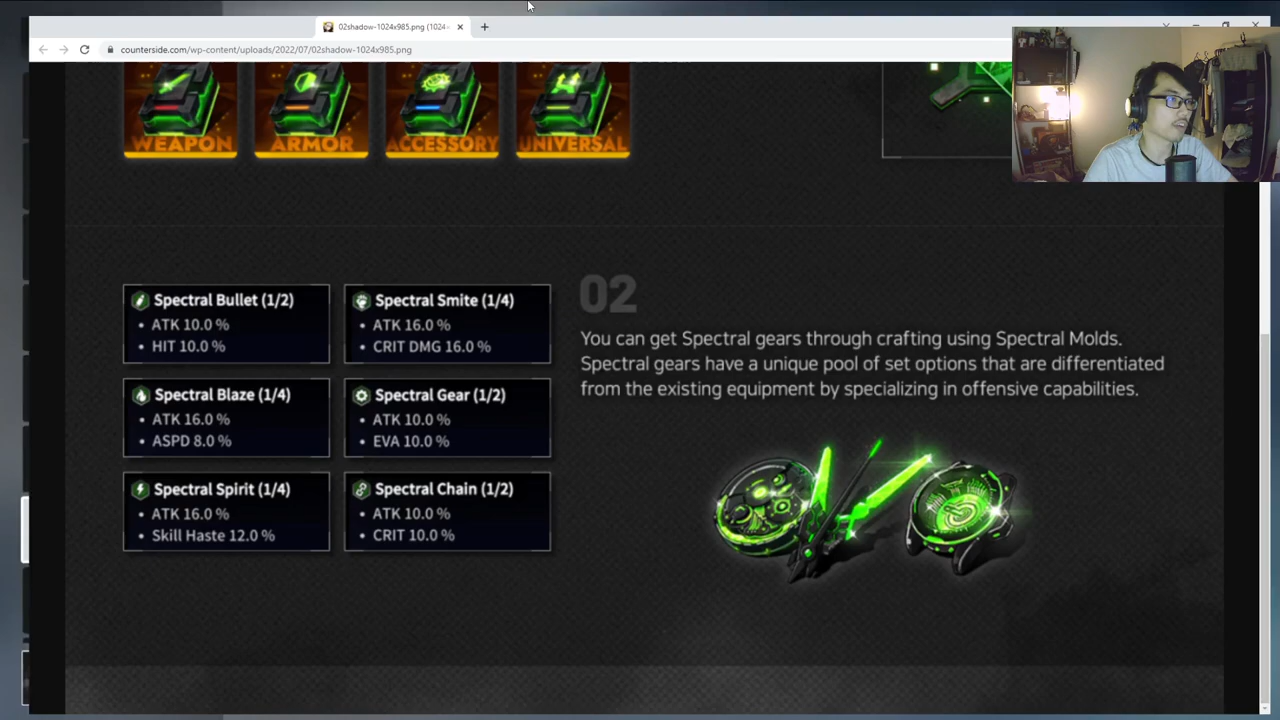 02shadow-1024x985.png (1024
counterside.com/wp-content/uploads/2022/07/02shadow-1024x985.png
WEAPON
ARMOR
ACCESSORY
UNIVERSAL
Spectral Bullet (1/2)
• ATK 10.0 %
• HIT 10.0 %
Spectral Smite (1/4)
• ATK 16.0 %
• CRIT DMG 16.0 %
Spectral Blaze (1/4)
• ATK 16.0 %
• ASPD 8.0 %
Spectral Gear (1/2)
• ATK 10.0 %
• EVA 10.0 %
Spectral Spirit (1/4)
• ATK 16.0 %
• Skill Haste 12.0 %
Spectral Chain (1/2)
• ATK 10.0 %
• CRIT 10.0 %
02
You can get Spectral gears through crafting using Spectral Molds.
Spectral gears have a unique pool of set options that are differentiated
from the existing equipment by specializing in offensive capabilities.